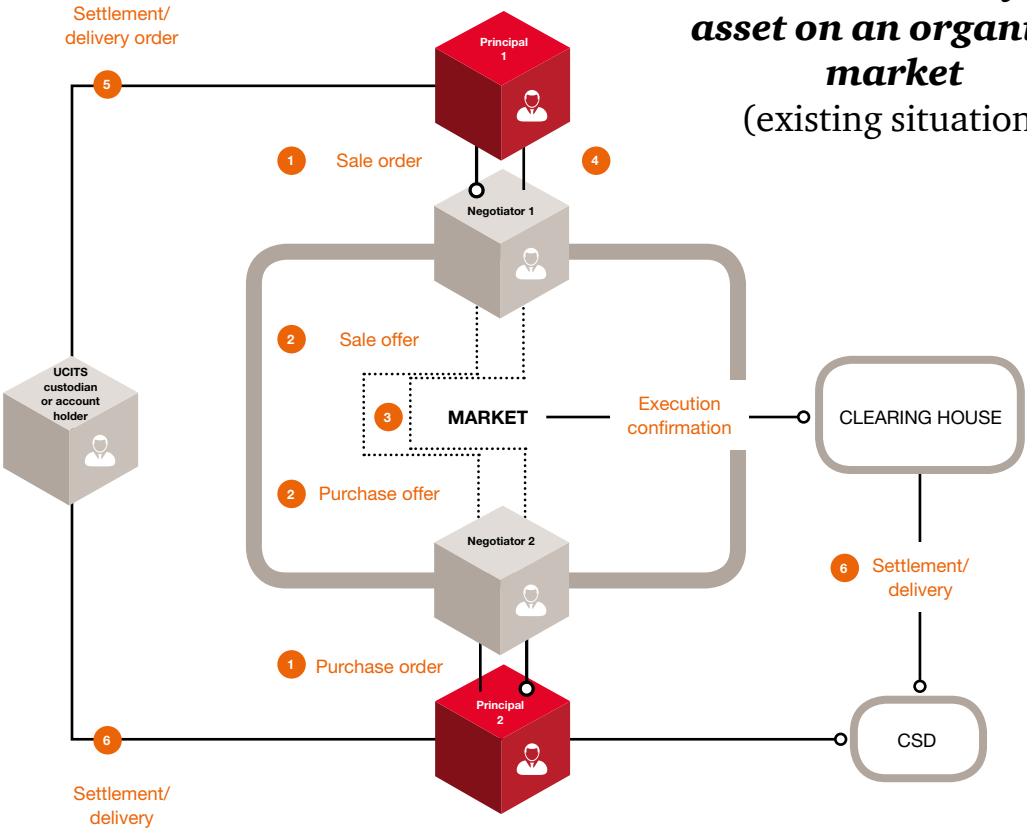 Settlement/
delivery order
asset on an
market
(existing situation
Principal
1
5
1
Sale order
4
Negotiator 1
2
Sale offer
UCITS
custodian
or account
holder
3
MARKET
Execution
confirmation
CLEARING HOUSE
2
Purchase offer
Negotiator 2
6
Settlement/
delivery
1
Purchase order
Principal
2
6
CSD
Settlement/
delivery